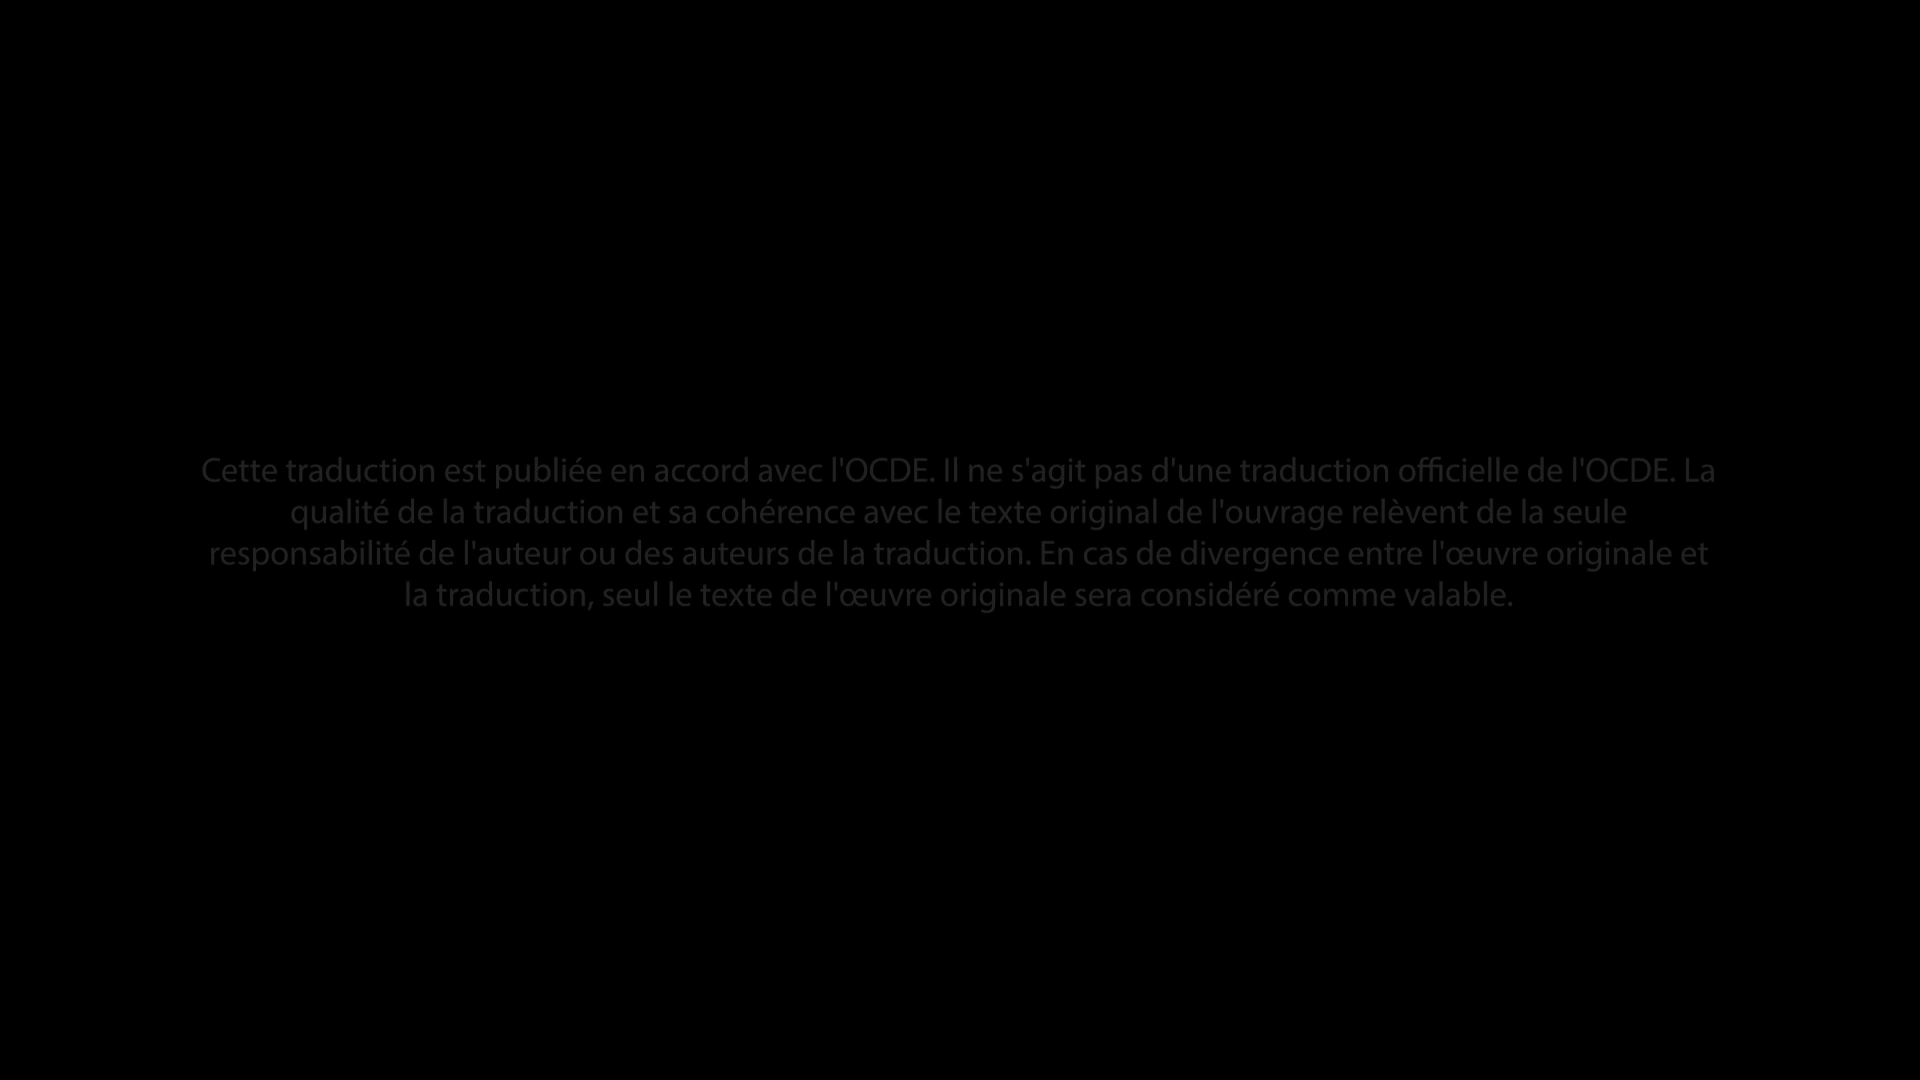 Cette traduction est publiée en accord avec l'OCDE. Il ne s'agit pas d'une traduction officielle de l'OCDE. La
qualité de la traduction et sa cohérence avec le texte original de l'ouvrage relèvent de la seule
responsabilité de l'auteur ou des auteurs de la traduction. En cas de divergence entre l'œuvre originale et
la traduction, seul le texte de l'œuvre originale sera considéré comme valable.